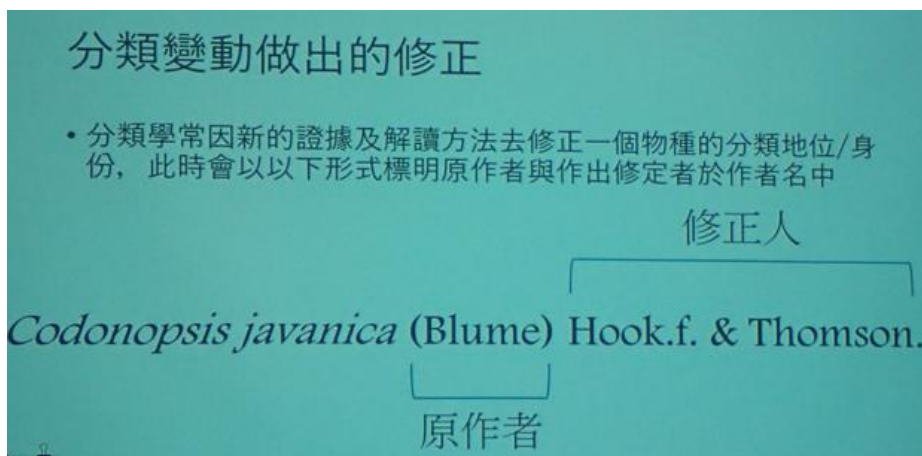 分類變動做出的修正
• 分類學常因新的證據及解讀方法去修正一個物種的分類地位/身
份, 此時會以以下形式標明原作者與作出修定者於作者名中
修正人
Codonopsis javanica (Blume) Hook.f. & Thomson.
原作者